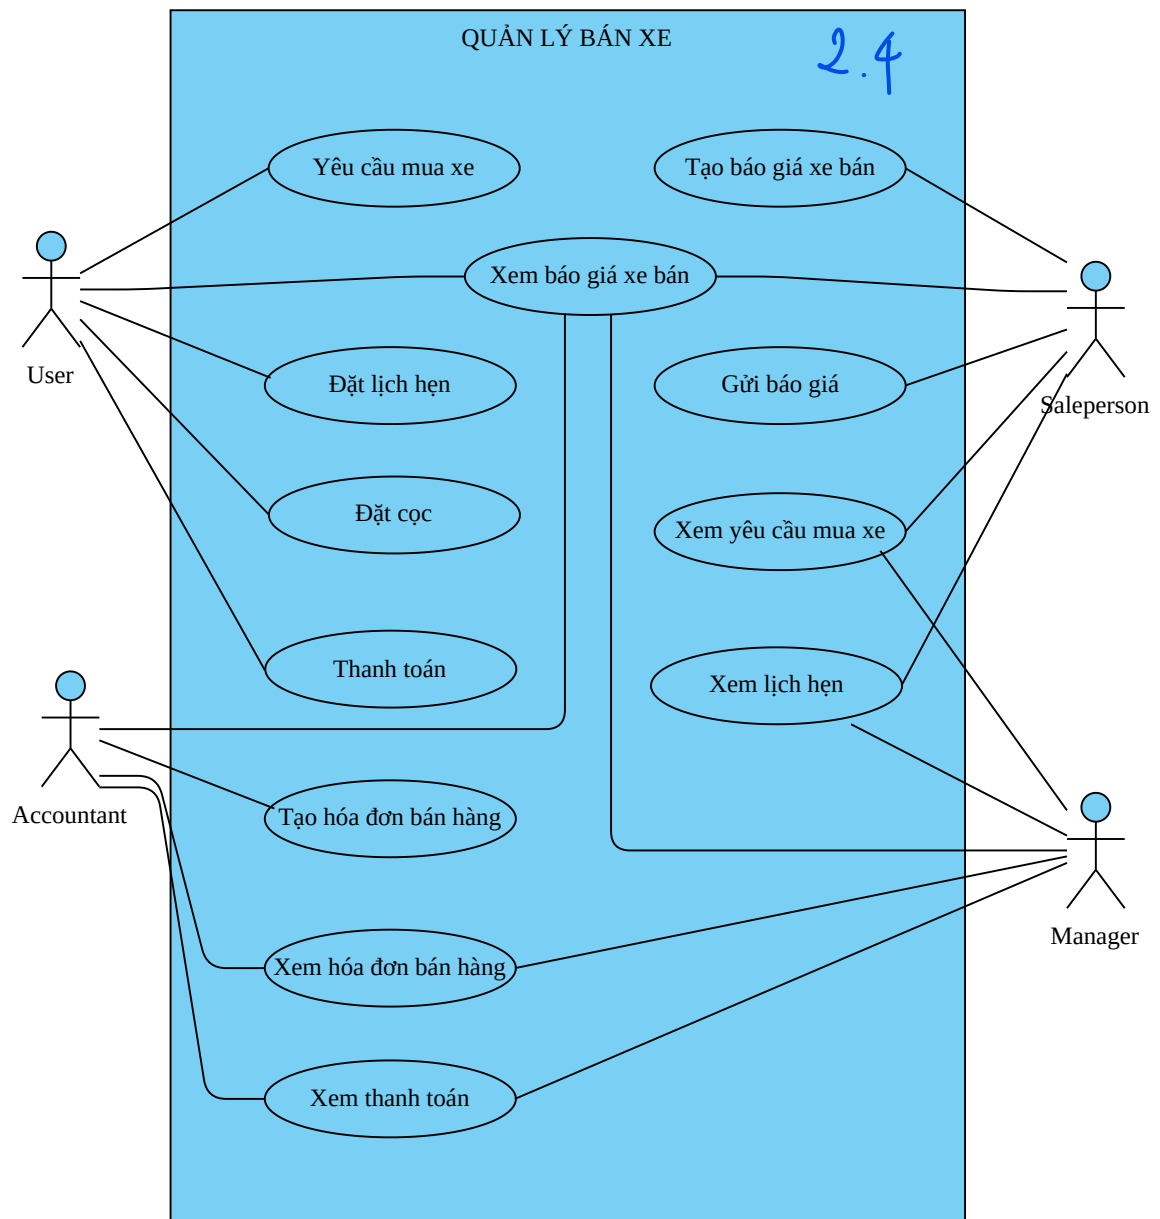 QUẢN LÝ BÁN XE
2.4
Yêu cầu mua xe
Tạo báo giá xe bán
Xem báo giá xe bán
User
Đặt lịch hẹn
Gửi báo giá
Saleperson
Đặt cọc
Xem yêu cầu mua xe
Thanh toán
Xem lịch hẹn
Accountant
Tạo hóa đơn bán hàng
Manager
Xem hóa đơn bán hàng
Xem thanh toán